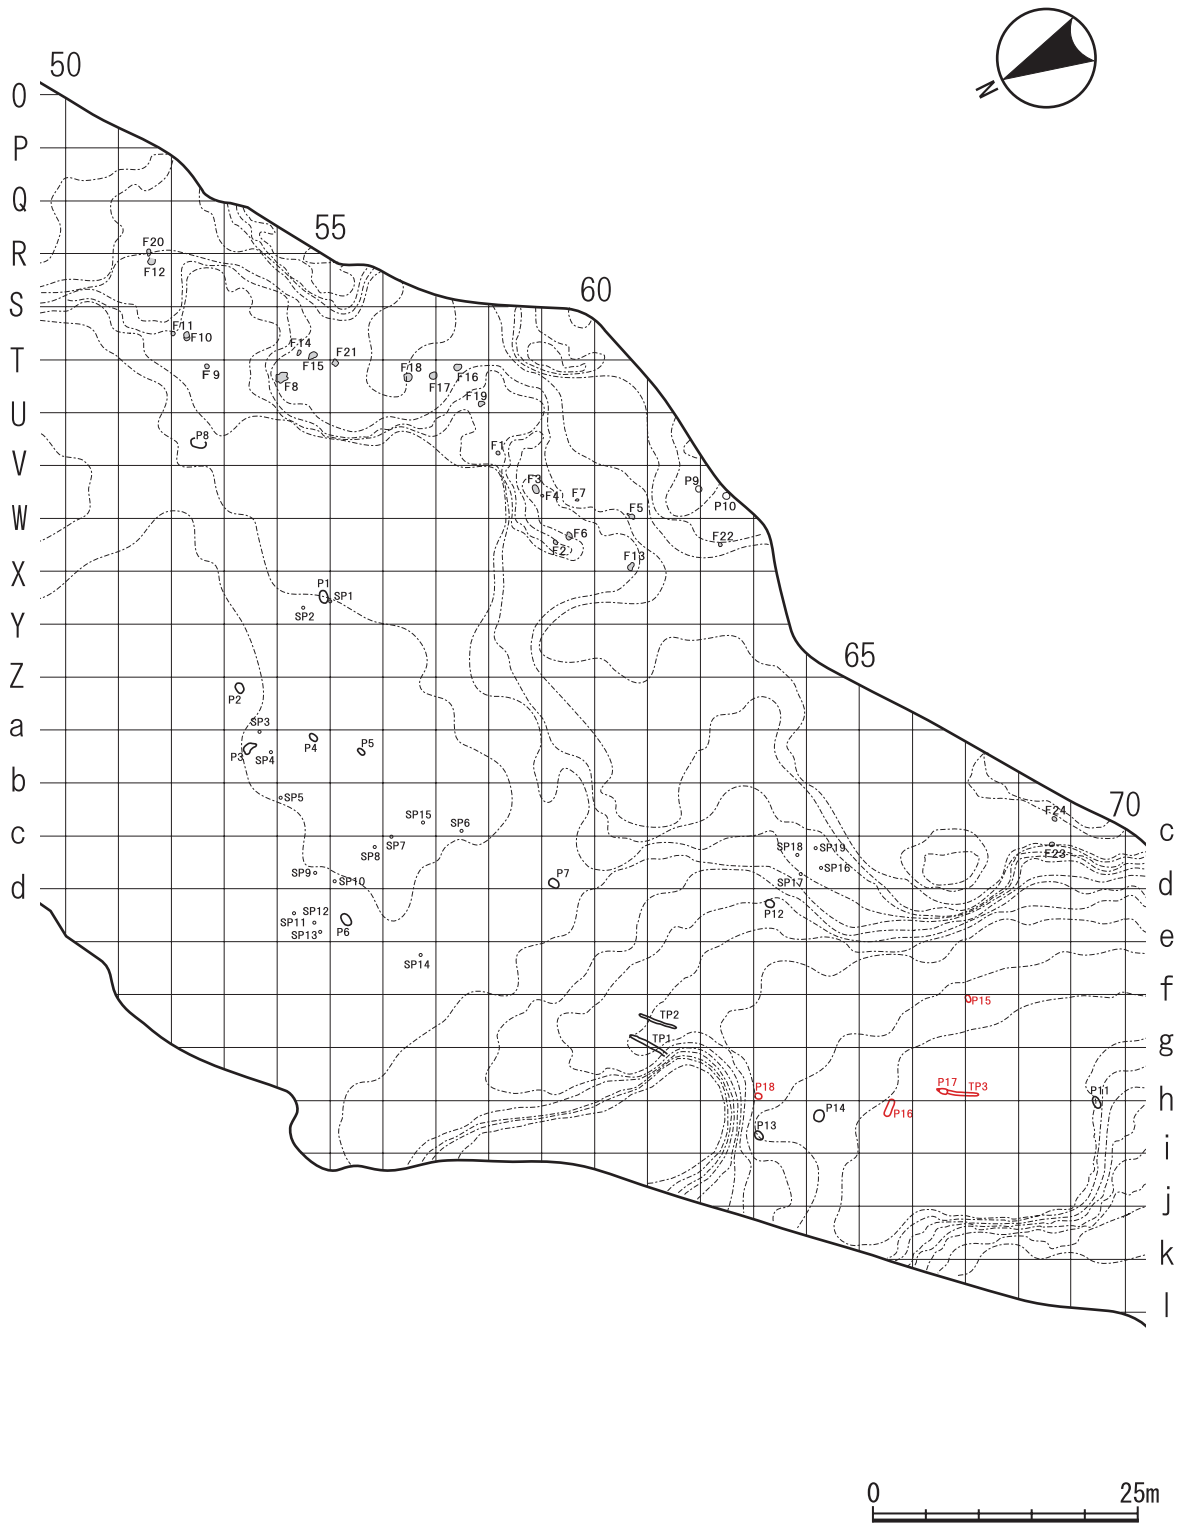 50
N
O
P
Q
55
R
F20
F12
S
60
F11
F10
F14
F15
F21
T
F9
F8
F18
F17
F16
F19
U
P8
F1
V
F3
F4
F7
P9
P10
F5
W
F6
F2
F22
F13
X
P1
SP1
SP2
Y
65
Z
P2
a
SP3
P3
SP4
P4
P5
b
SP5
70
F24
c
SP15
SP6
SP7
SP8
SP18
SP19
F23
c
SP9
SP10
P7
SP16
SP17
d
d
SP12
SP11
SP13
P6
P12
e
SP14
f
P15
TP2
TP1
g
P18
P17
TP3
P11
h
P16
P14
P13
i
j
k
l
0
25m